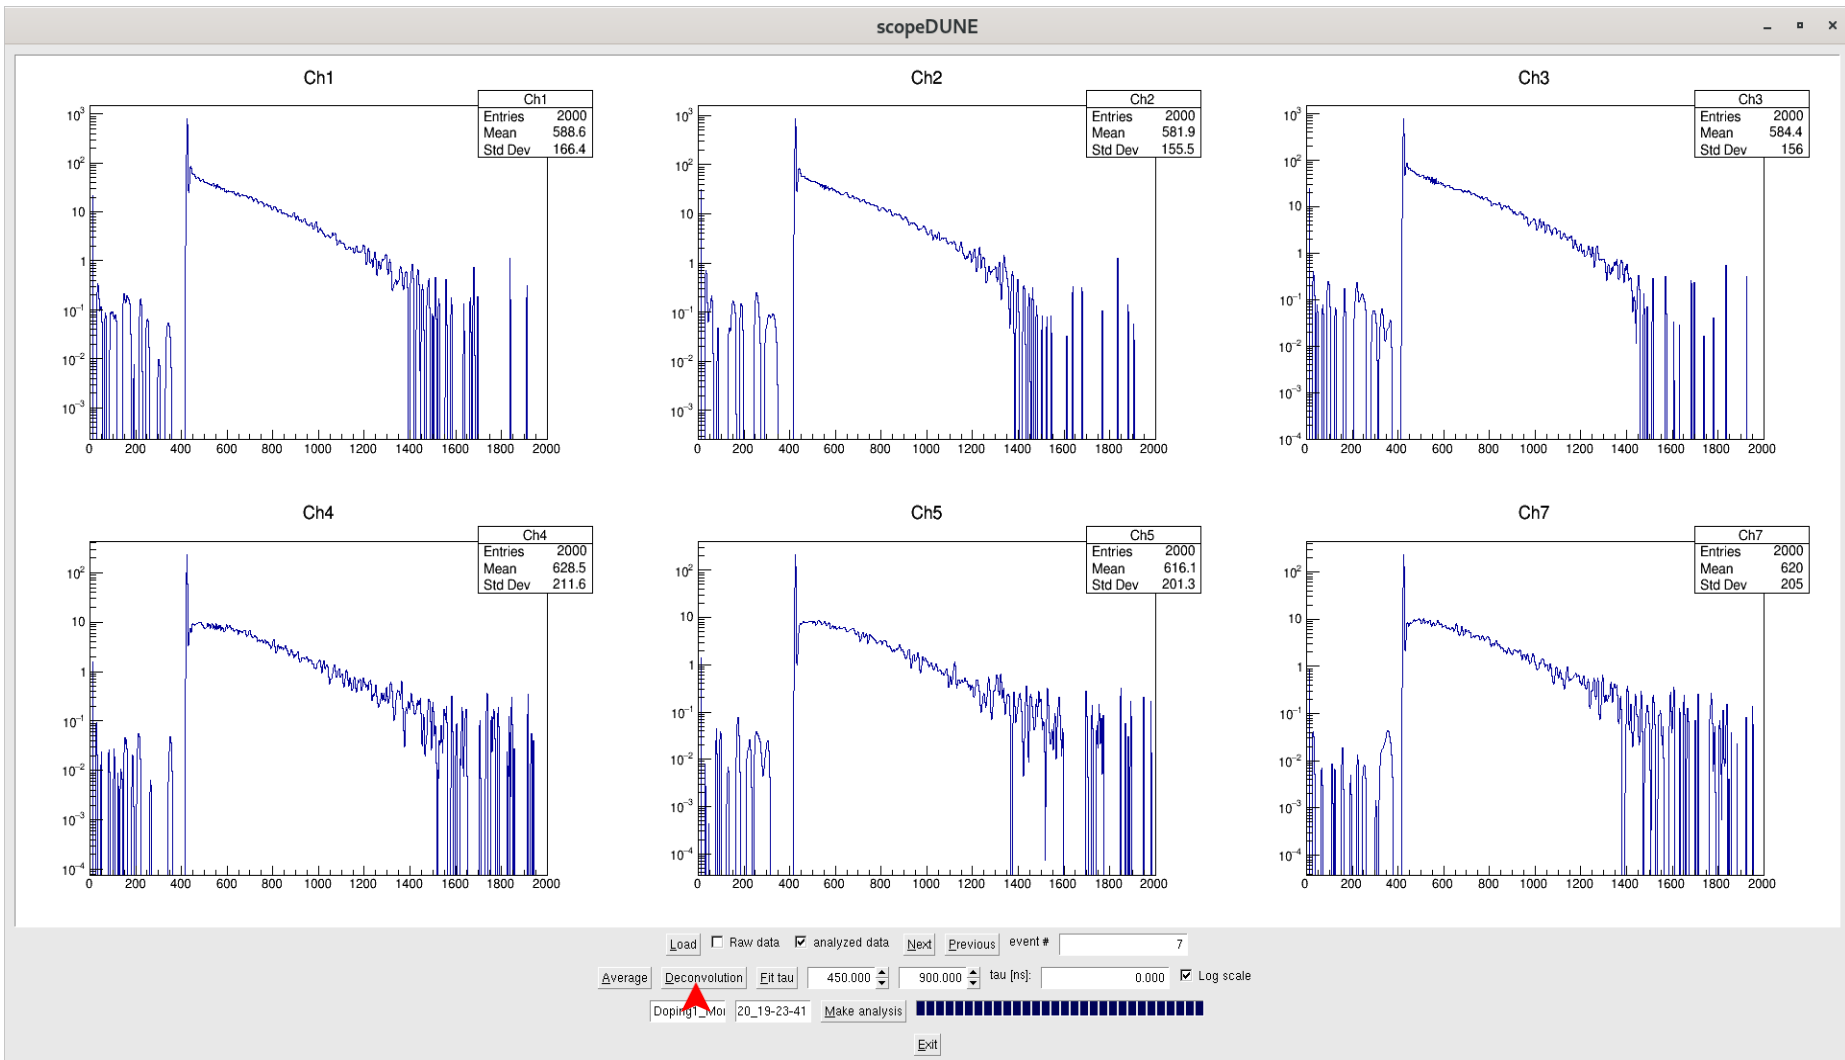 scopeDUNE
Ch1
Ch1
Entries 2000
Mean 588.6
Std Dev 166.4
10³
10²
10
1
10⁻¹
10⁻²
10⁻³
0 200 400 600 800 1000 1200 1400 1600 1800 2000
Ch2
Ch2
Entries 2000
Mean 581.9
Std Dev 155.5
10³
10²
10
1
10⁻¹
10⁻²
10⁻³
0 200 400 600 800 1000 1200 1400 1600 1800 2000
Ch3
Ch3
Entries 2000
Mean 584.4
Std Dev 156
10³
10²
10
1
10⁻¹
10⁻²
10⁻³
10⁻⁴
0 200 400 600 800 1000 1200 1400 1600 1800 2000
Ch4
Ch4
Entries 2000
Mean 628.5
Std Dev 211.6
10²
10
1
10⁻¹
10⁻²
10⁻³
10⁻⁴
0 200 400 600 800 1000 1200 1400 1600 1800 2000
Ch5
Ch5
Entries 2000
Mean 616.1
Std Dev 201.3
10²
10
1
10⁻¹
10⁻²
10⁻³
10⁻⁴
0 200 400 600 800 1000 1200 1400 1600 1800 2000
Ch7
Ch7
Entries 2000
Mean 620
Std Dev 205
10²
10
1
10⁻¹
10⁻²
10⁻³
10⁻⁴
0 200 400 600 800 1000 1200 1400 1600 1800 2000
Load Raw data analyzed data Next Previous event # 7
Average Deconvolution Fit tau 450.000 900.000 tau [ns]: 0.000 Log scale
20_19-23-41 Make analysis
Exit